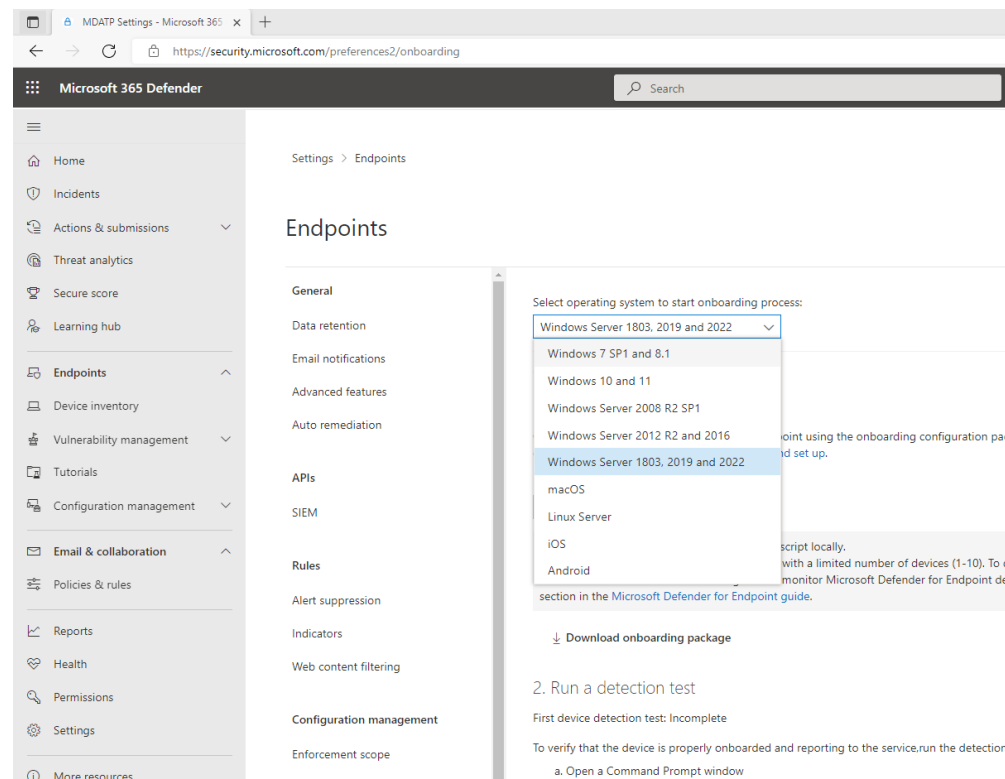 MDATP Settings - Microsoft 365
https://security.microsoft.com/preferences2/onboarding
Microsoft 365 Defender
Search
Home
Incidents
Actions & submissions
Threat analytics
Secure score
Learning hub
Endpoints
Device inventory
Vulnerability management
Tutorials
Configuration management
Email & collaboration
Policies & rules
Reports
Health
Permissions
Settings
More resources
Settings > Endpoints
Endpoints
General
Data retention
Email notifications
Advanced features
Auto remediation
APIs
SIEM
Rules
Alert suppression
Indicators
Web content filtering
Configuration management
Enforcement scope
Select operating system to start onboarding process:
Windows Server 1803, 2019 and 2022
Windows 7 SP1 and 8.1
Windows 10 and 11
Windows Server 2008 R2 SP1
Windows Server 2012 R2 and 2016
Windows Server 1803, 2019 and 2022
macOS
Linux Server
iOS
Android
using the onboarding configuration
set up.
script locally.
with a limited number of devices (1-10). To
monitor Microsoft Defender for Endpoint
section in the Microsoft Defender for Endpoint guide.
Download onboarding package
2. Run a detection test
First device detection test: Incomplete
To verify that the device is properly onboarded and reporting to the service,run the detection
a. Open a Command Prompt window